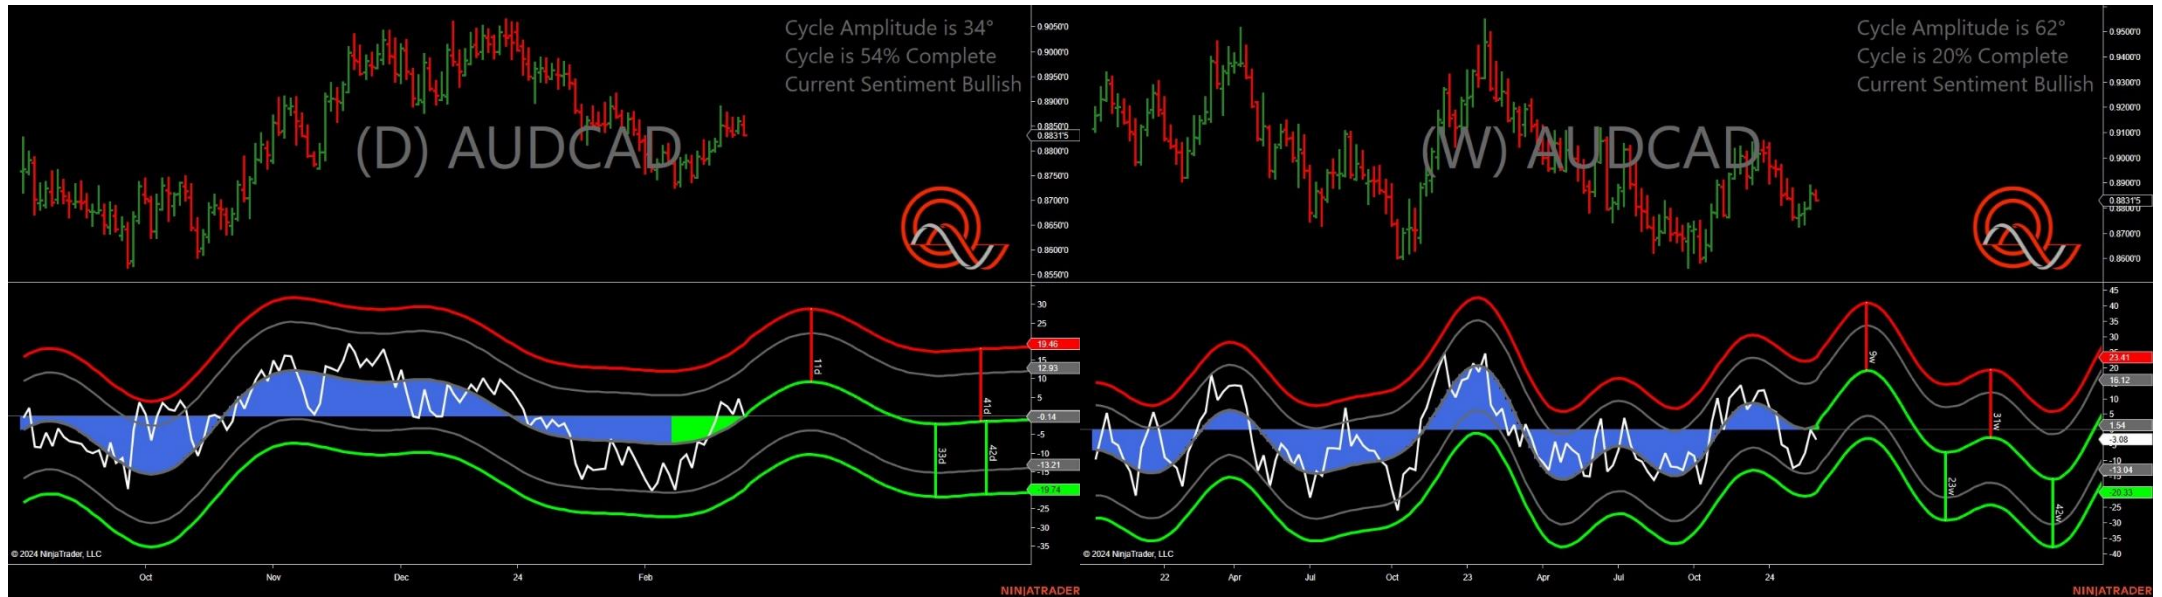 Cycle Amplitude is 34°
Cycle is 54% Complete
Current Sentiment Bullish
(D) AUDCAD
0.9050'0
0.9000'0
0.8950'0
0.8900'0
0.8850'0
0.8831'5
0.8800'0
0.8750'0
0.8700'0
0.8650'0
0.8600'0
0.8550'0
30
25
19.46
15
12.93
10
5
-0.14
-5
-10
-13.21
-15
-19.74
-25
-30
-35
11d
41d
33d
42d
© 2024 NinjaTrader, LLC
Oct
Nov
Dec
24
Feb
NINJATRADER
Cycle Amplitude is 62°
Cycle is 20% Complete
Current Sentiment Bullish
(W) AUDCAD
0.9500'0
0.9400'0
0.9300'0
0.9200'0
0.9100'0
0.9000'0
0.8900'0
0.8831'5
0.8800'0
0.8700'0
0.8600'0
45
40
35
30
23.41
20
16.12
10
5
1.54
-3.08
-10
-13.04
-20.33
-25
-30
-35
-40
9w
31w
23w
42w
© 2024 NinjaTrader, LLC
22
Apr
Jul
Oct
23
Apr
Jul
Oct
24
NINJATRADER